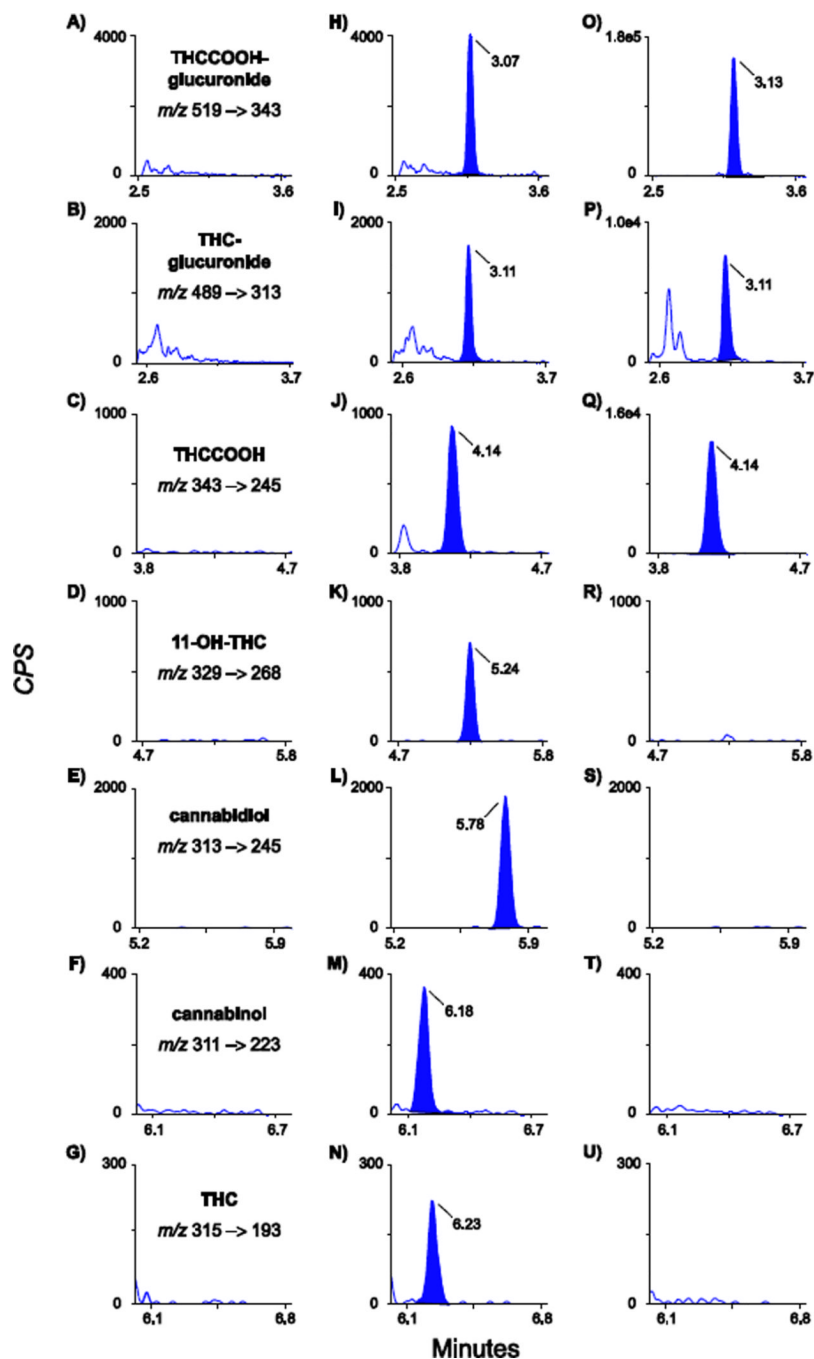 A) 4000 THCCOOH-
glucuronide
m/z 519 –> 343
0
2.5 3.6
H) 4000
3.07
0
2.5 3.6
O) 1.8e5
3.13
0
2.5 3.6
B) 2000 THC-
glucuronide
m/z 489 –> 313
0
2.6 3.7
I) 2000
3.11
0
2.6 3.7
P) 1.0e4
3.11
0
2.6 3.7
C) 1000
THCCOOH
m/z 343 –> 245
0
3.8 4.7
J) 1000
4.14
0
3.8 4.7
Q) 1.6e4
4.14
0
3.8 4.7
D) 1000
11-OH-THC
m/z 329 –> 268
0
4.7 5.8
K) 1000
5.24
0
4.7 5.8
R) 1000
0
4.7 5.8
CPS
E) 2000
cannabidiol
m/z 313 –> 245
0
5.2 5.9
L) 2000
5.78
0
5.2 5.9
S) 2000
0
5.2 5.9
F) 400
cannabinol
m/z 311 –> 223
0
6.1 6.7
M) 400
6.18
0
6.1 6.7
T) 400
0
6.1 6.7
G) 300
THC
m/z 315 –> 193
0
6.1 6.8
N) 300
6.23
0
6.1 6.8
U) 300
0
6.1 6.8
Minutes